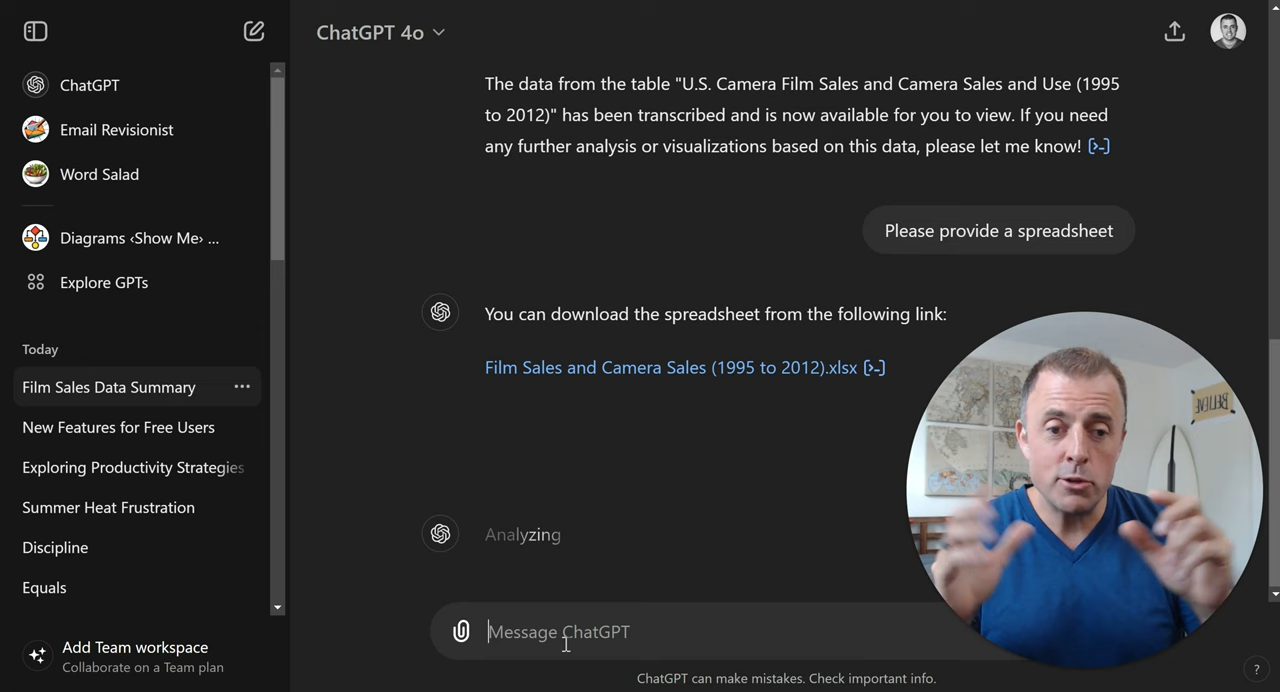 ChatGPT 4o
ChatGPT
Email Revisionist
Word Salad
Diagrams ‹Show Me› ...
Explore GPTs
Today
Film Sales Data Summary
New Features for Free Users
Exploring Productivity Strategies
Summer Heat Frustration
Discipline
Equals
Add Team workspace
Collaborate on a Team plan
The data from the table "U.S. Camera Film Sales and Camera Sales and Use (1995
to 2012)" has been transcribed and is now available for you to view. If you need
any further analysis or visualizations based on this data, please let me know! [>-]
Please provide a spreadsheet
You can download the spreadsheet from the following link:
Film Sales and Camera Sales (1995 to 2012).xlsx [>-]
Analyzing
Message ChatGPT
ChatGPT can make mistakes. Check important info.
?
BELIEVE